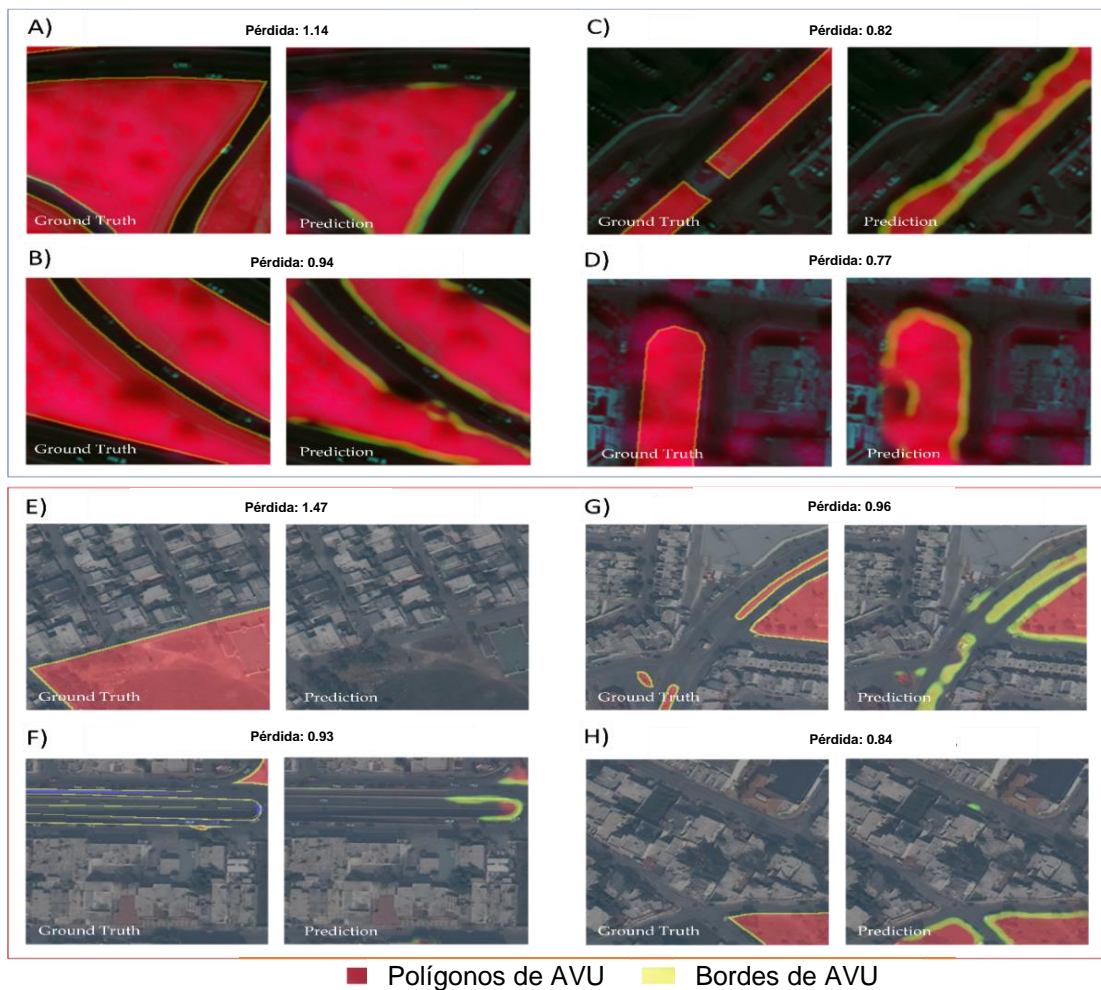 A)
Pérdida: 1.14
Ground Truth
Prediction
C)
Pérdida: 0.82
Ground Truth
Prediction
B)
Pérdida: 0.94
Ground Truth
Prediction
D)
Pérdida: 0.77
Ground Truth
Prediction
E)
Pérdida: 1.47
Ground Truth
Prediction
G)
Pérdida: 0.96
Ground Truth
Prediction
F)
Pérdida: 0.93
Ground Truth
Prediction
H)
Pérdida: 0.84
Ground Truth
Prediction
Polígonos de AVU Bordes de AVU